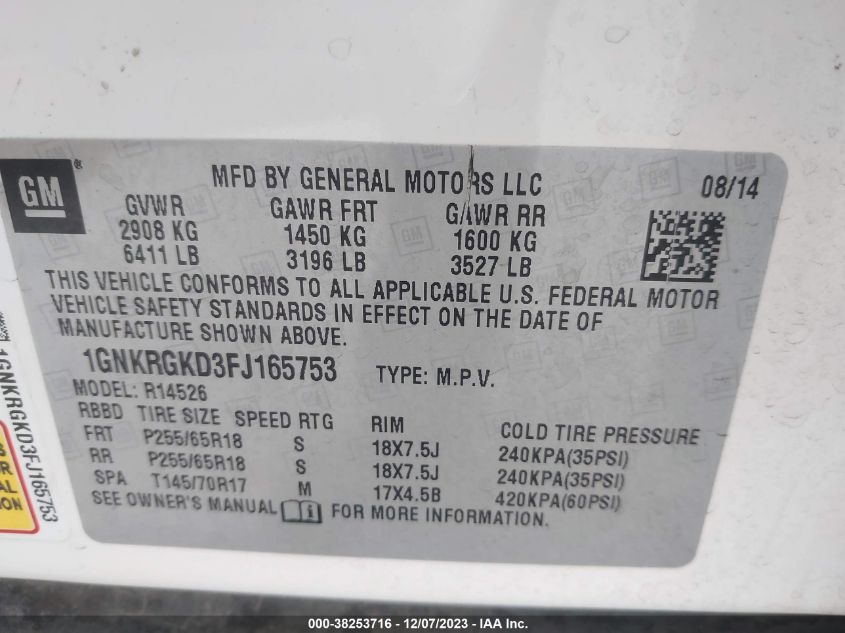 GM®
MFD BY GENERAL MOTORS LLC
08/14
GVWR GAWR FRT GAWR RR
2908 KG 1450 KG 1600 KG
6411 LB 3196 LB 3527 LB
THIS VEHICLE CONFORMS TO ALL APPLICABLE U.S. FEDERAL MOTOR
VEHICLE SAFETY STANDARDS IN EFFECT ON THE DATE OF
MANUFACTURE SHOWN ABOVE.
1GNKRGKD3FJ165753 TYPE: M.P.V.
MODEL: R14526
RBBD TIRE SIZE SPEED RTG RIM COLD TIRE PRESSURE
FRT P255/65R18 S 18X7.5J 240KPA(35PSI)
RR P255/65R18 S 18X7.5J 240KPA(35PSI)
SPA T145/70R17 M 17X4.5B 420KPA(60PSI)
SEE OWNER'S MANUAL FOR MORE INFORMATION.
1GNKRGKD3FJ165753
000-38253716 - 12/07/2023 - IAA Inc.